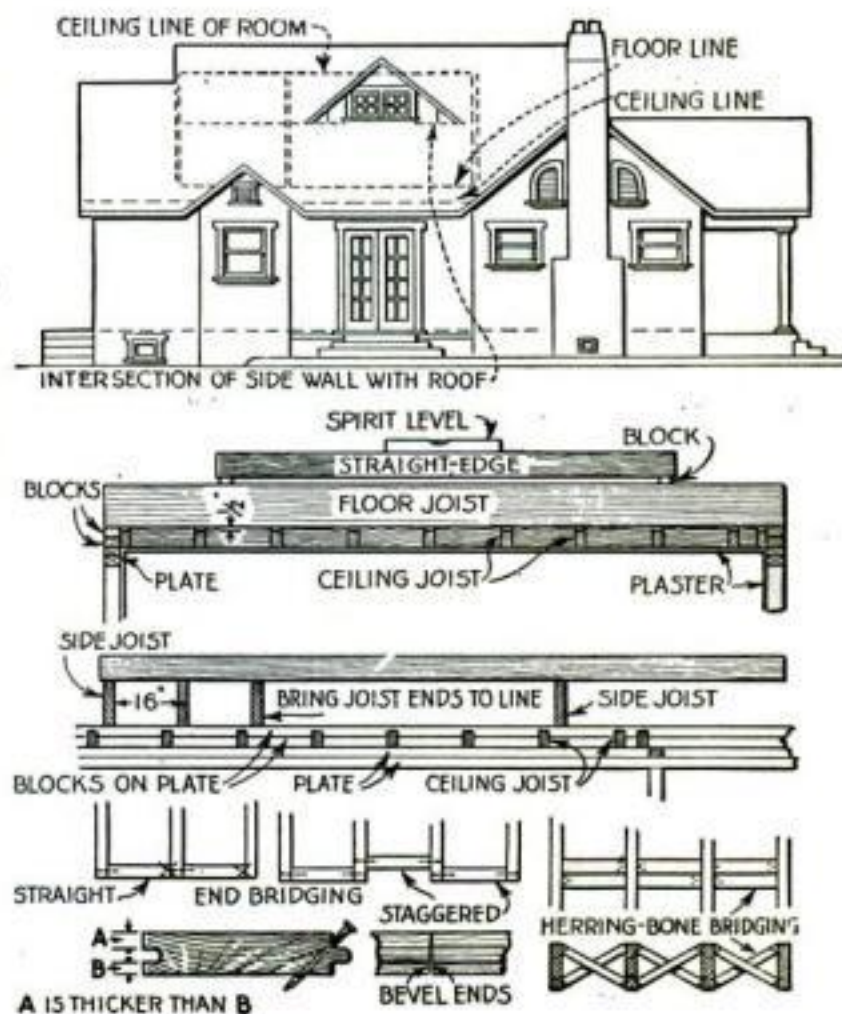 CEILING LINE OF ROOM
FLOOR LINE
CEILING LINE
INTERSECTION OF SIDE WALL WITH ROOF
SPIRIT LEVEL
BLOCK
STRAIGHT-EDGE
BLOCKS
FLOOR JOIST
1/2"
PLATE
CEILING JOIST
PLASTER
SIDE JOIST
16"
BRING JOIST ENDS TO LINE
SIDE JOIST
BLOCKS ON PLATE
PLATE
CEILING JOIST
STRAIGHT
END BRIDGING
STAGGERED
HERRING-BONE BRIDGING
A
B
BEVEL ENDS
A IS THICKER THAN B